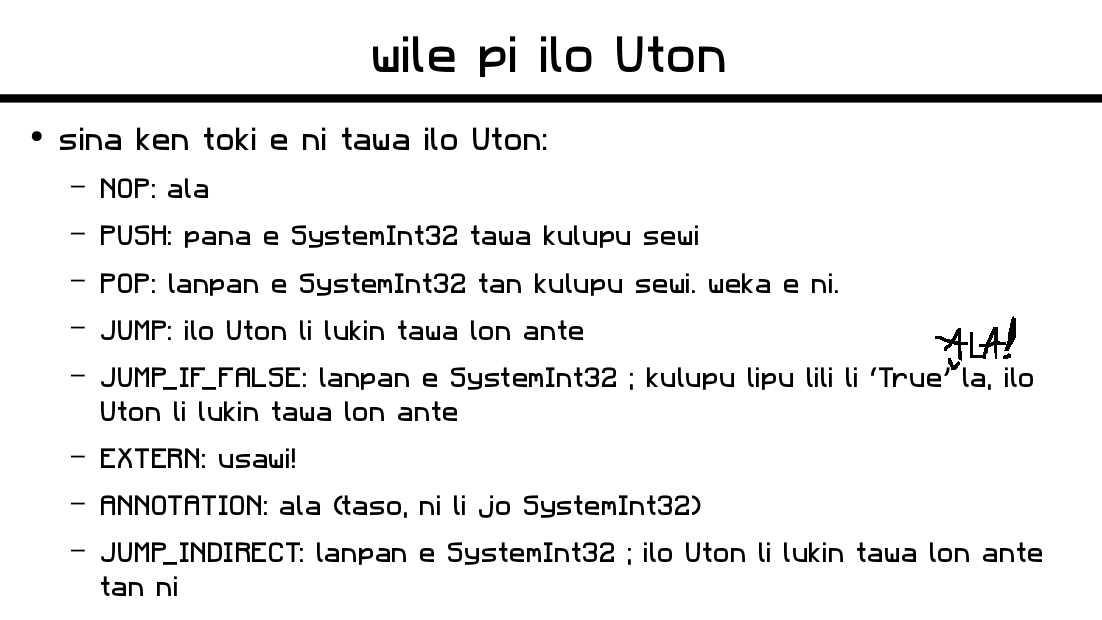 wile pi ilo Uton
• sina ken toki e ni tawa ilo Uton:
– NOP: ala
– PUSH: pana e SystemInt32 tawa kulupu sewi
– POP: lanpan e SystemInt32 tan kulupu sewi. weka e ni.
– JUMP: ilo Uton li lukin tawa lon ante
ALA!
– JUMP_IF_FALSE: lanpan e SystemInt32 ; kulupu lipu lili li ‘True’ la, ilo
Uton li lukin tawa lon ante
– EXTERN: usawi!
– ANNOTATION: ala (taso, ni li jo SystemInt32)
– JUMP_INDIRECT: lanpan e SystemInt32 ; ilo Uton li lukin tawa lon ante
tan ni